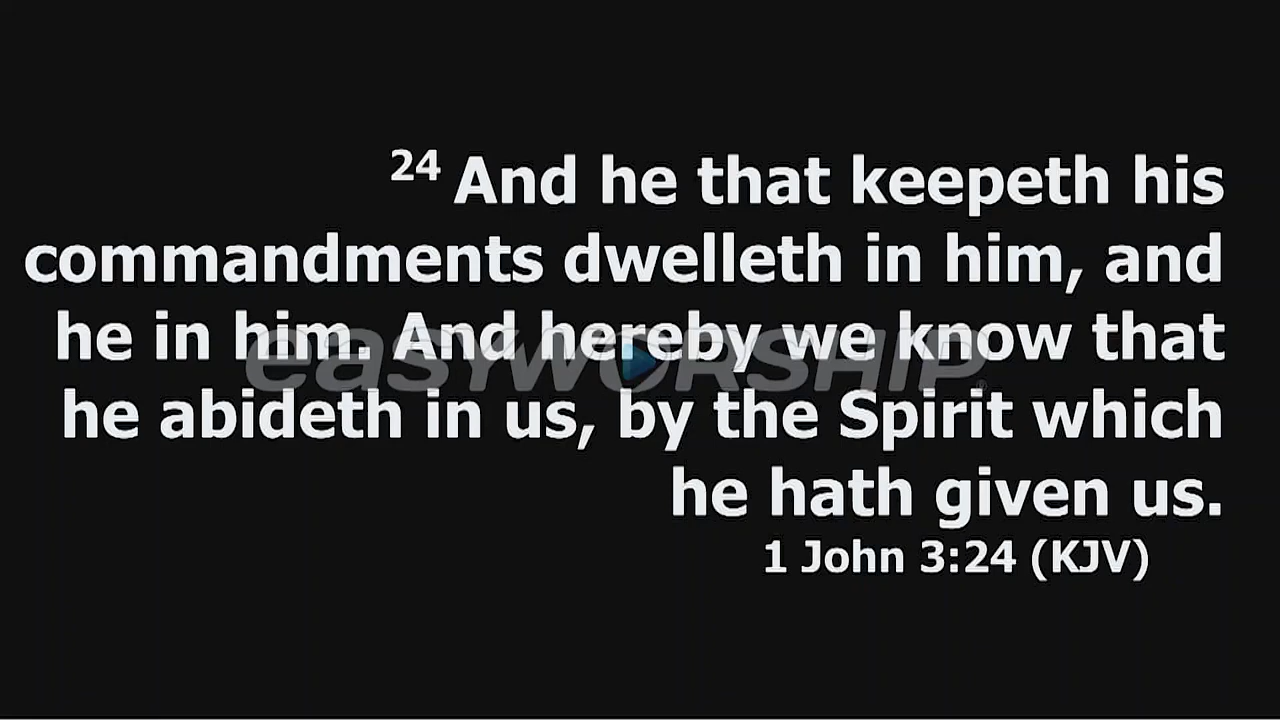 24 And he that keepeth his
commandments dwelleth in him, and
he in him. And hereby we know that
easyworship®
he abideth in us, by the Spirit which
he hath given us.
1 John 3:24 (KJV)